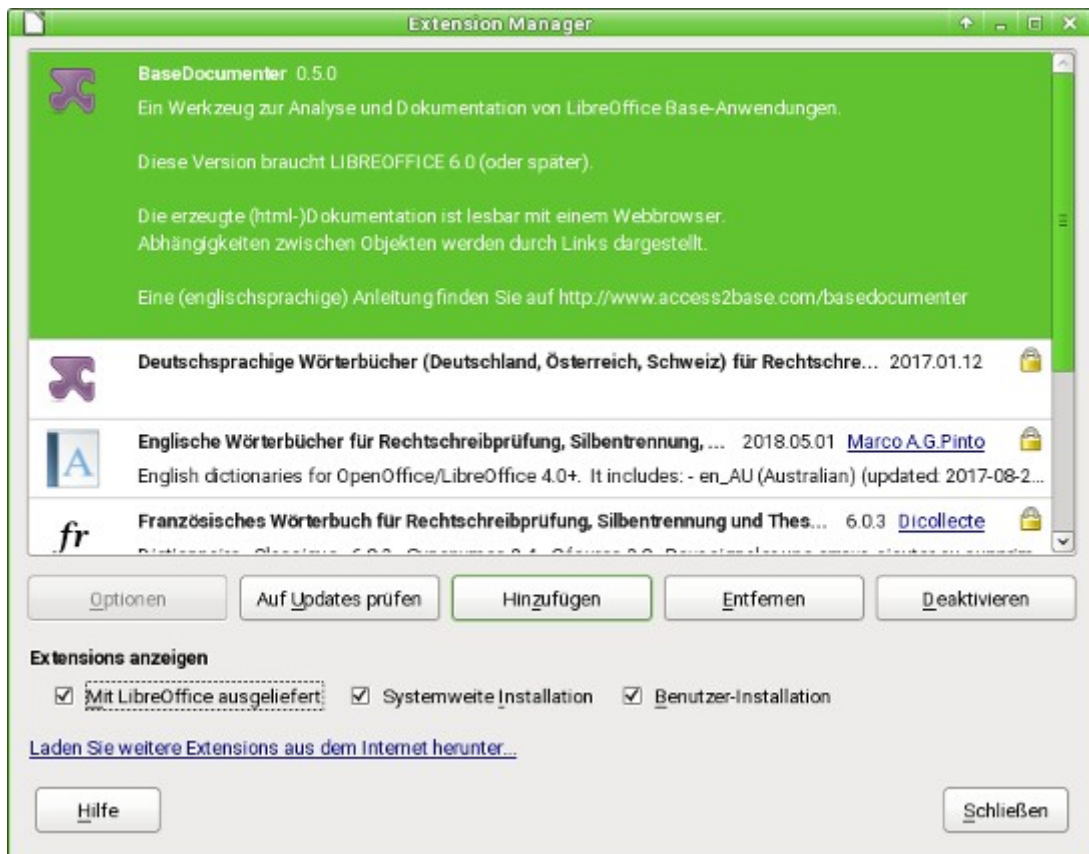 Extension Manager
BaseDocumenter 0.5.0
Ein Werkzeug zur Analyse und Dokumentation von LibreOffice Base-Anwendungen.
Diese Version braucht LIBREOFFICE 6.0 (oder später).
Die erzeugte (html-)Dokumentation ist lesbar mit einem Webbrowser.
Abhängigkeiten zwischen Objekten werden durch Links dargestellt.
Eine (englischsprachige) Anleitung finden Sie auf http://www.access2base.com/basedocumenter
Deutschsprachige Wörterbücher (Deutschland, Österreich, Schweiz) für Rechtschre... 2017.01.12
A
Englische Wörterbücher für Rechtschreibprüfung, Silbentrennung, ... 2018.05.01 Marco A.G.Pinto
English dictionaries for OpenOffice/LibreOffice 4.0+. It includes: - en_AU (Australian) (updated: 2017-08-2...
fr
Französisches Wörterbuch für Rechtschreibprüfung, Silbentrennung und Thes... 6.0.3 Dicollecte
Optionen Auf Updates prüfen Hinzufügen Entfernen Deaktivieren
Extensions anzeigen
Mit LibreOffice ausgeliefert Systemweite Installation Benutzer-Installation
Laden Sie weitere Extensions aus dem Internet herunter...
Hilfe Schließen